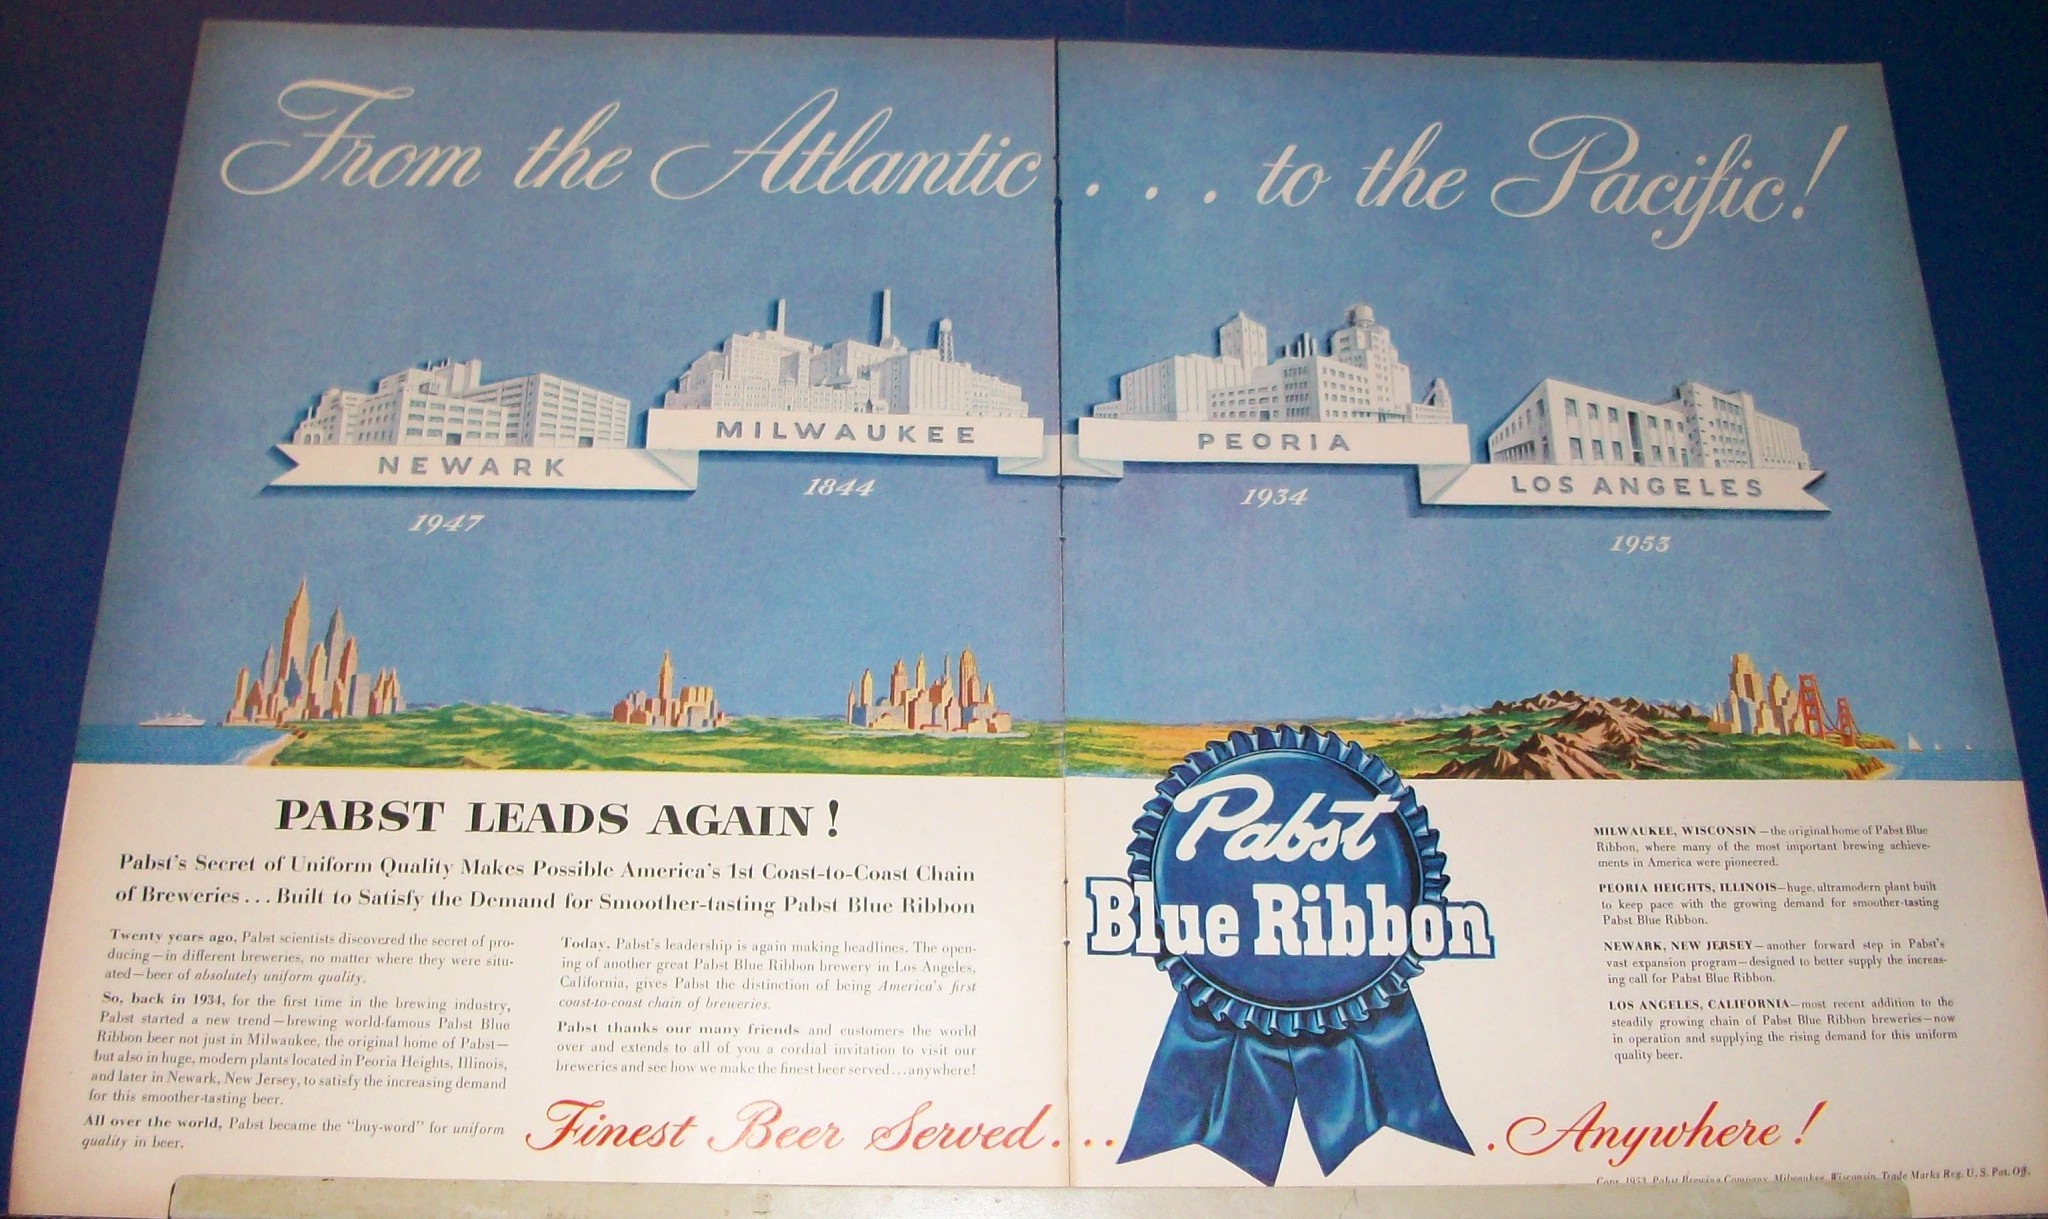 From the Atlantic . . . to the Pacific!
NEWARK
1947
MILWAUKEE
1844
PEORIA
1934
LOS ANGELES
1953
PABST LEADS AGAIN!
Pabst's Secret of Uniform Quality Makes Possible America's 1st Coast-to-Coast Chain
of Breweries . . . Built to Satisfy the Demand for Smoother-tasting Pabst Blue Ribbon
Twenty years ago, Pabst scientists discovered the secret of pro-
ducing—in different breweries, no matter where they were situ-
ated—beer of absolutely uniform quality.
So, back in 1934, for the first time in the brewing industry,
Pabst started a new trend—brewing world-famous Pabst Blue
Ribbon beer not just in Milwaukee, the original home of Pabst—
but also in huge, modern plants located in Peoria Heights, Illinois,
and later in Newark, New Jersey, to satisfy the increasing demand
for this smoother-tasting beer.
All over the world, Pabst became the "buy-word" for uniform
quality in beer.
Today, Pabst's leadership is again making headlines. The open-
ing of another great Pabst Blue Ribbon brewery in Los Angeles,
California, gives Pabst the distinction of being America's first
coast-to-coast chain of breweries.
Pabst thanks our many friends and customers the world
over and extends to all of you a cordial invitation to visit our
breweries and see how we make the finest beer served...anywhere!
Pabst
Blue Ribbon
MILWAUKEE, WISCONSIN—the original home of Pabst Blue
Ribbon, where many of the most important brewing achieve-
ments in America were pioneered.
PEORIA HEIGHTS, ILLINOIS—huge, ultramodern plant built
to keep pace with the growing demand for smoother-tasting
Pabst Blue Ribbon.
NEWARK, NEW JERSEY—another forward step in Pabst's
vast expansion program—designed to better supply the increas-
ing call for Pabst Blue Ribbon.
LOS ANGELES, CALIFORNIA—most recent addition to the
steadily growing chain of Pabst Blue Ribbon breweries—now
in operation and supplying the rising demand for this uniform
quality beer.
Finest Beer Served. . . . Anywhere!
Copr. 1953, Pabst Brewing Company, Milwaukee, Wisconsin. Trade Marks Reg. U. S. Pat. Off.